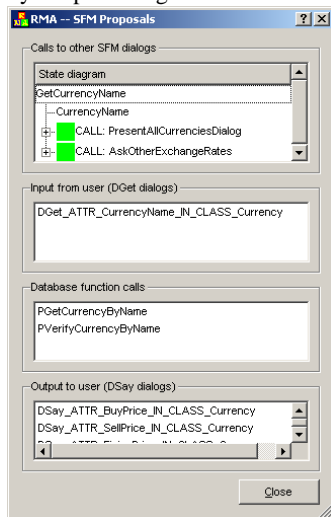 RMA -- SFM Proposals
Calls to other SFM dialogs
State diagram
GetCurrencyName
CurrencyName
CALL: PresentAllCurrenciesDialog
CALL: AskOtherExchangeRates
Input from user (DGet dialogs)
DGet_ATTR_CurrencyName_IN_CLASS_Currency
Database function calls
PGetCurrencyByName
PVerifyCurrencyByName
Output to user (DSay dialogs)
DSay_ATTR_BuyPrice_IN_CLASS_Currency
DSay_ATTR_SellPrice_IN_CLASS_Currency
Close